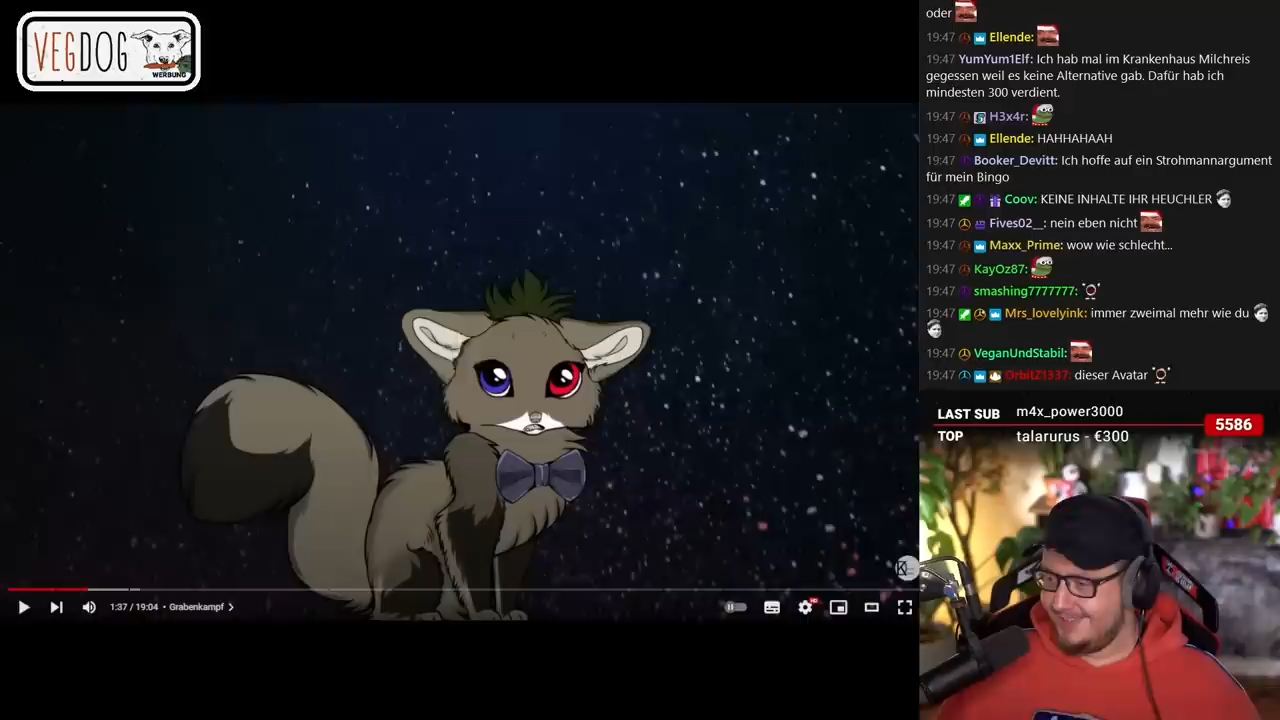 VEGDOG
WERBUNG
1:37 / 19:04 • Grabenkampf
HD
K
oder
19:47 Ellende:
19:47 YumYum1Elf: Ich hab mal im Krankenhaus Milchreis
gegessen weil es keine Alternative gab. Dafür hab ich
mindesten 300 verdient.
19:47 H3x4r:
19:47 Ellende: HAHHAHAAH
19:47 Booker_Devitt: Ich hoffe auf ein Strohmannargument
für mein Bingo
19:47 Coov: KEINE INHALTE IHR HEUCHLER
19:47 Fives02__: nein eben nicht
19:47 Maxx_Prime: wow wie schlecht...
19:47 KayOz87:
19:47 smashing7777777:
19:47 Mrs_lovelyink: immer zweimal mehr wie du
19:47 VeganUndStabil:
19:47 OrbitZ1337: dieser Avatar
LAST SUB m4x_power3000
5586
TOP talarurus - €300